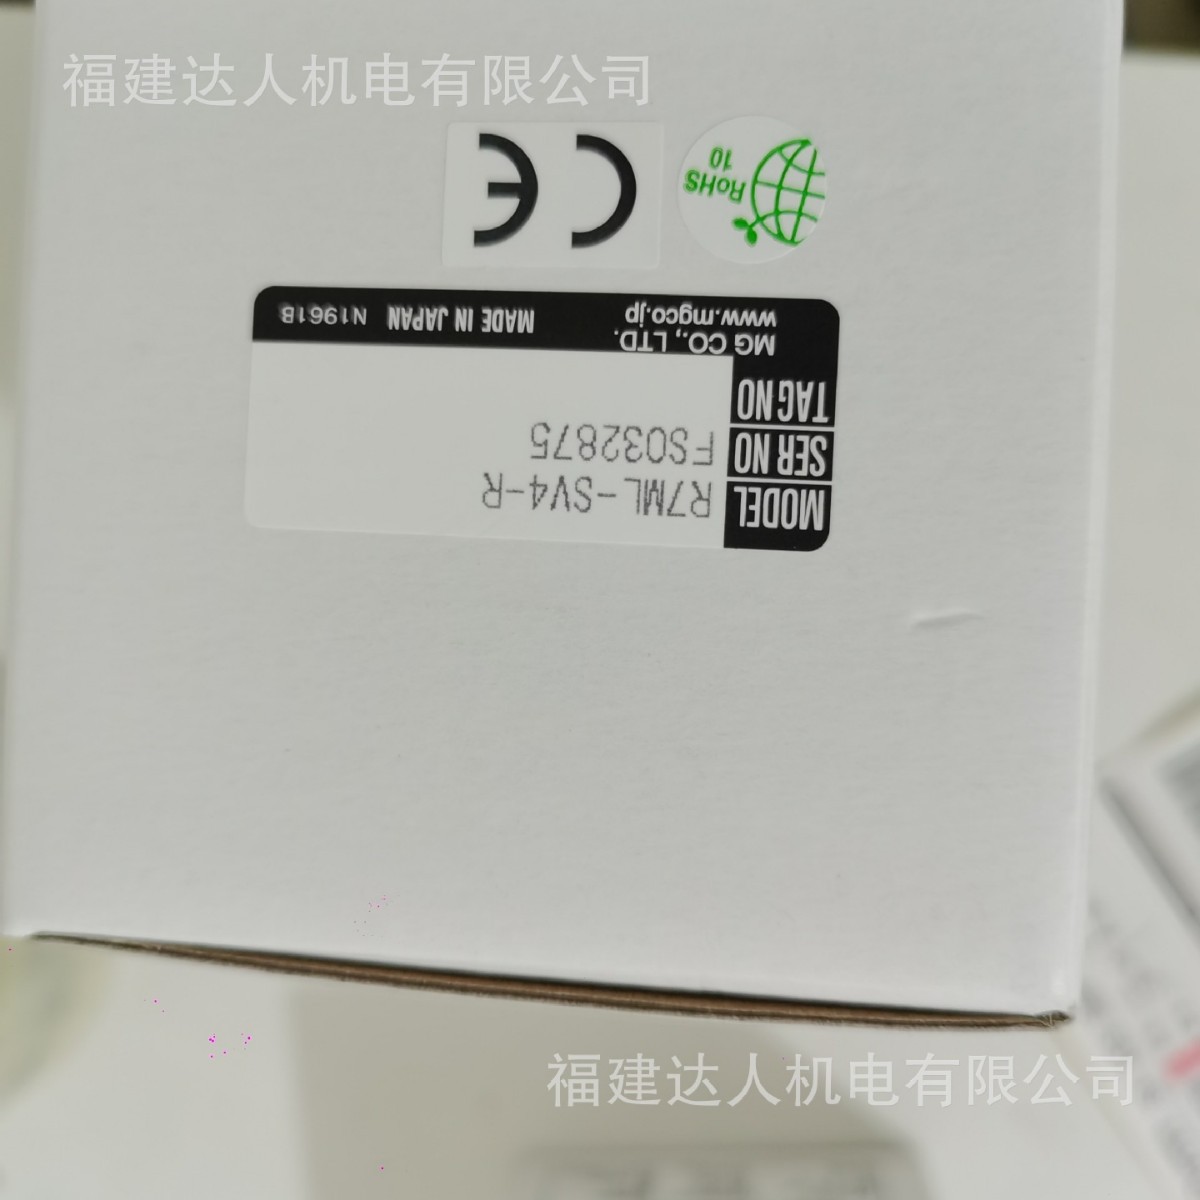 福建达人机电有限公司
MODEL R7ML-SV4-R
SER NO FS032875
TAG NO
MG CO., LTD.
www.mgco.jp MADE IN JAPAN N1961B
RoHS
10
CE
福建达人机电有限公司